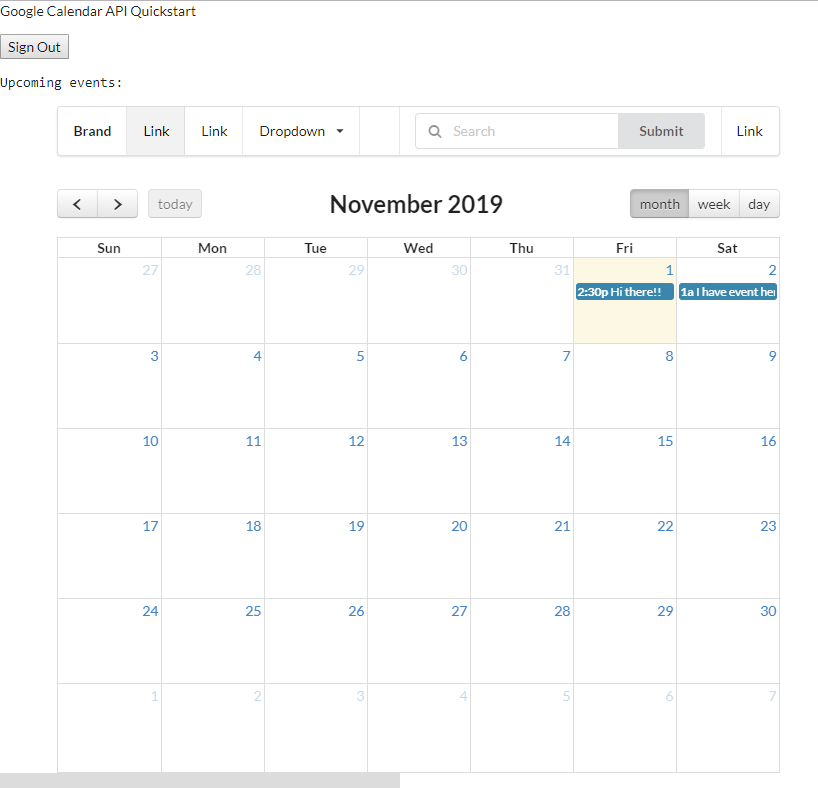 Google Calendar API Quickstart
Sign Out
Upcoming events:
Brand Link Link Dropdown Search Submit Link
today November 2019 month week day
Sun Mon Tue Wed Thu Fri Sat
27 28 29 30 31 1 2
2:30p Hi there!! 1a I have event
3 4 5 6 7 8 9
10 11 12 13 14 15 16
17 18 19 20 21 22 23
24 25 26 27 28 29 30
1 2 3 4 5 6 7